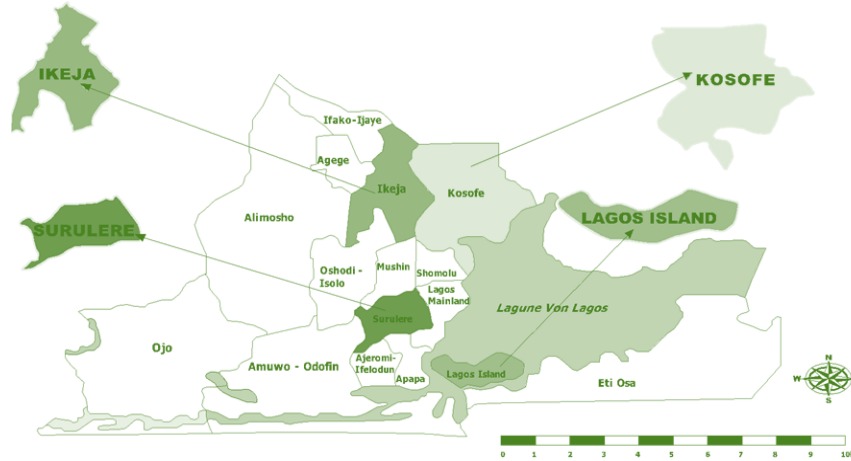 IKEJA
KOSOFE
Ifako-Ijaye
Agege
Ikeja
Kosofe
Alimosho
SURULERE
LAGOS ISLAND
Oshodi -
Isolo
Mushin
Shomolu
Lagos
Mainland
Lagune Von Lagos
Surulere
Ojo
Amuwo - Odofin
Ajeromi-
Ifelodun
Apapa
Lagos Island
Eti Osa
N
W
E
S
0 1 2 3 4 5 6 7 8 9